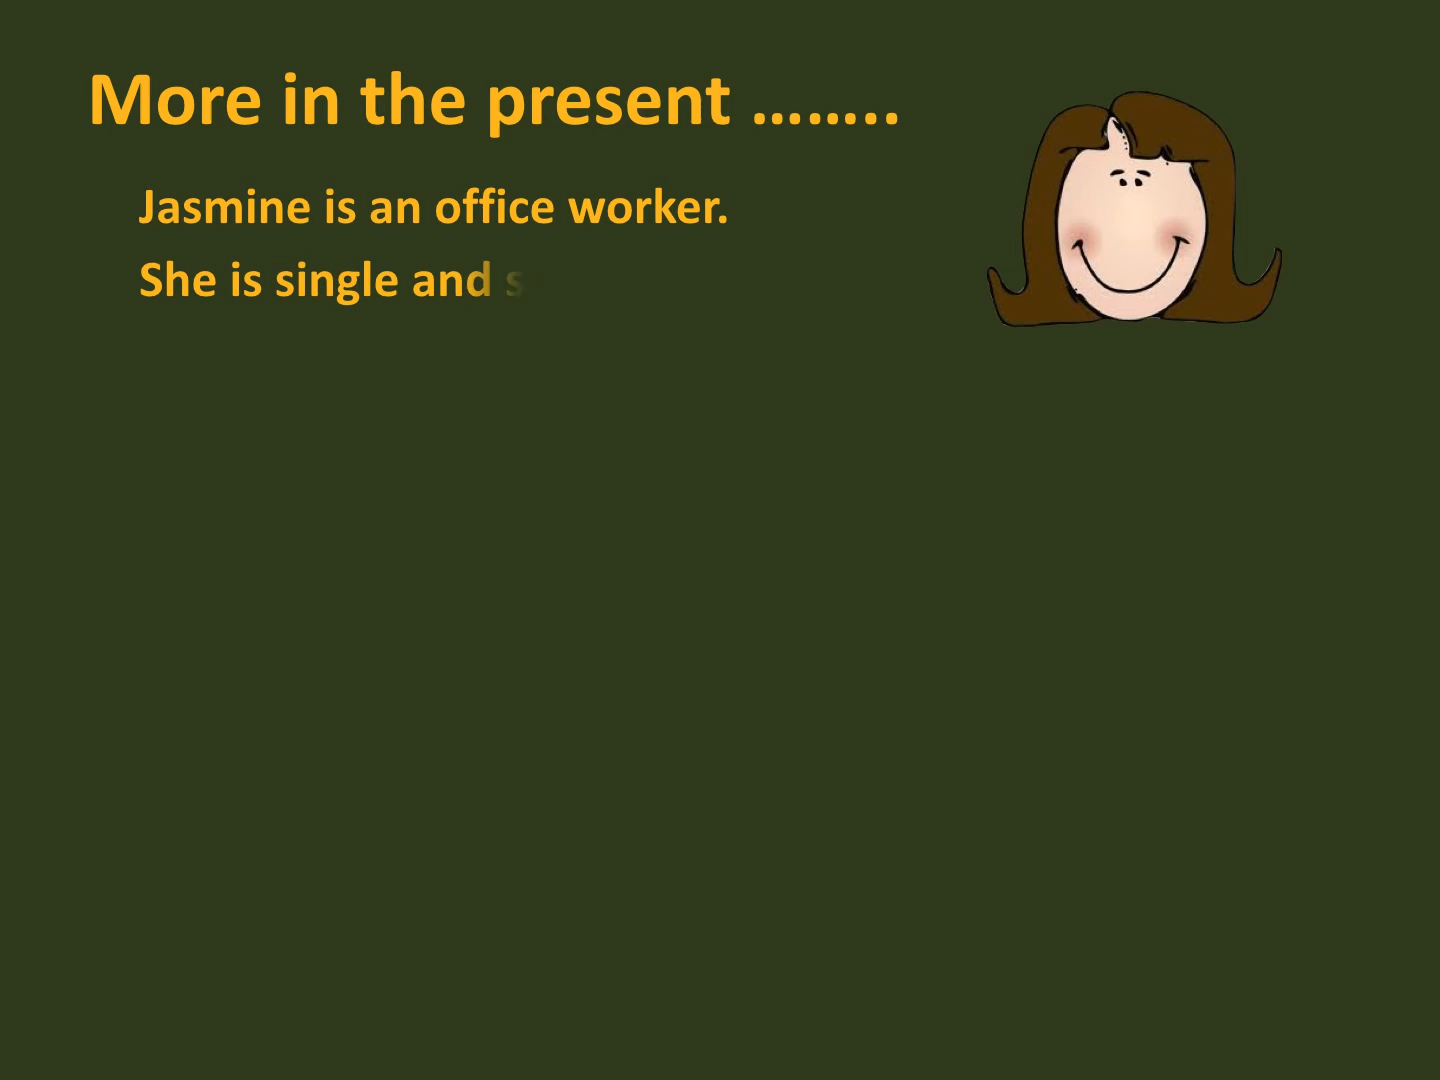 More in the present ……..
Jasmine is an office worker.
She is single and s